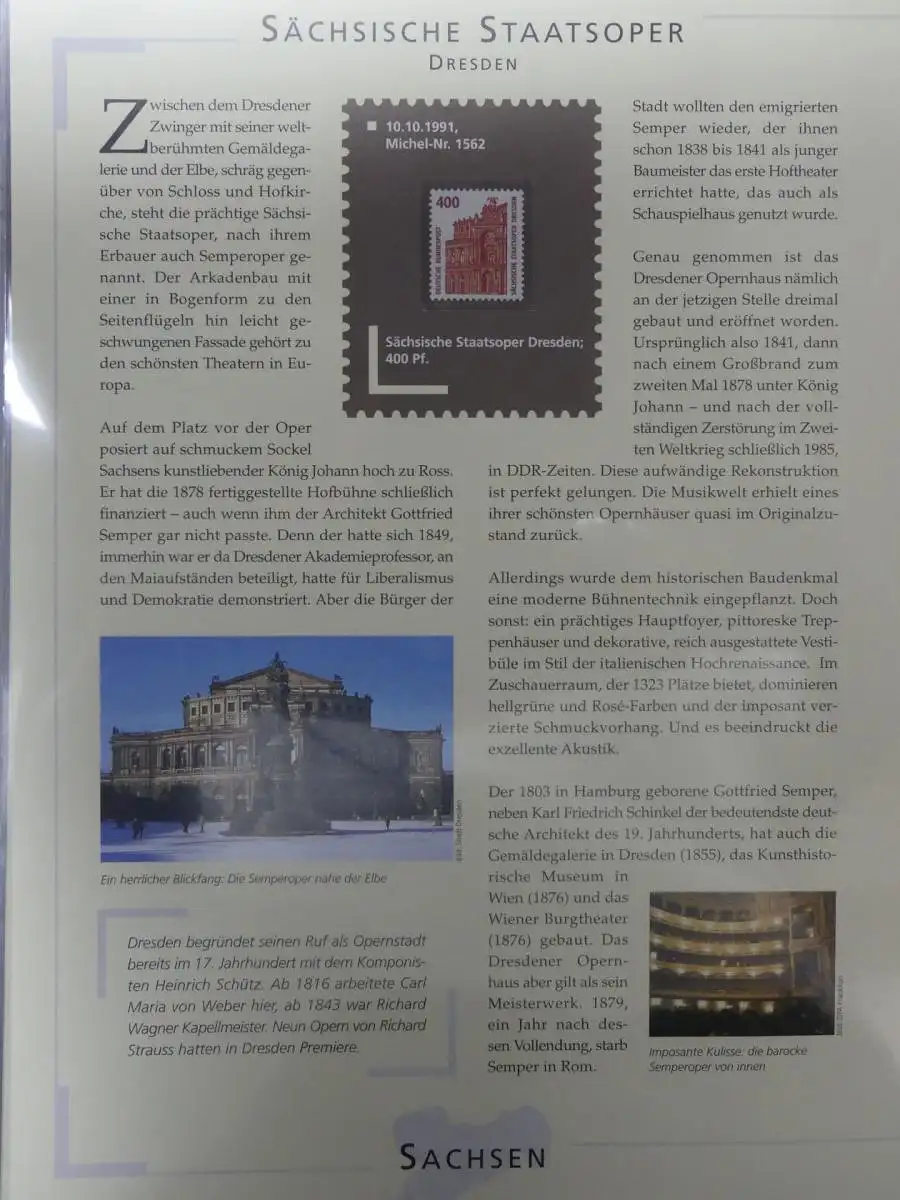 SÄCHSISCHE STAATSOPER
DRESDEN
Zwischen dem Dresdener
Zwinger mit seiner welt-
berühmten Gemäldega-
lerie und der Elbe, schräg gegen-
über von Schloss und Hofkir-
che, steht die prächtige Sächsi-
sche Staatsoper, nach ihrem
Erbauer auch Semperoper ge-
nannt. Der Arkadenbau mit
einer in Bogenform zu den
Seitenflügeln hin leicht ge-
schwungenen Fassade gehört zu
den schönsten Theatern in Eu-
ropa.
Auf dem Platz vor der Oper
posiert auf schmuckem Sockel
Sachsens kunstliebender König Johann hoch zu Ross.
Er hat die 1878 fertiggestellte Hofbühne schließlich
finanziert – auch wenn ihm der Architekt Gottfried
Semper gar nicht passte. Denn der hatte sich 1849,
immerhin war er da Dresdener Akademieprofessor, an
den Maiaufständen beteiligt, hatte für Liberalismus
und Demokratie demonstriert. Aber die Bürger der
10.10.1991,
Michel-Nr. 1562
400
DEUTSCHE BUNDESPOST
SÄCHSISCHE STAATSOPER DRESDEN
Sächsische Staatsoper Dresden;
400 Pf.
Stadt wollten den emigrierten
Semper wieder, der ihnen
schon 1838 bis 1841 als junger
Baumeister das erste Hoftheater
errichtet hatte, das auch als
Schauspielhaus genutzt wurde.
Genau genommen ist das
Dresdener Opernhaus nämlich
an der jetzigen Stelle dreimal
gebaut und eröffnet worden.
Ursprünglich also 1841, dann
nach einem Großbrand zum
zweiten Mal 1878 unter König
Johann – und nach der voll-
ständigen Zerstörung im Zwei-
ten Weltkrieg schließlich 1985,
in DDR-Zeiten. Diese aufwändige Rekonstruktion
ist perfekt gelungen. Die Musikwelt erhielt eines
ihrer schönsten Opernhäuser quasi im Originalzu-
stand zurück.
Allerdings wurde dem historischen Baudenkmal
eine moderne Bühnentechnik eingepflanzt. Doch
sonst: ein prächtiges Hauptfoyer, pittoreske Trep-
penhäuser und dekorative, reich ausgestattete Vesti-
büle im Stil der italienischen Hochrenaissance. Im
Zuschauerraum, der 1323 Plätze bietet, dominieren
hellgrüne und Rosé-Farben und der imposant ver-
zierte Schmuckvorhang. Und es beeindruckt die
exzellente Akustik.
Der 1803 in Hamburg geborene Gottfried Semper,
neben Karl Friedrich Schinkel der bedeutendste deut-
sche Architekt des 19. Jahrhunderts, hat auch die
Gemäldegalerie in Dresden (1855), das Kunsthisto-
rische Museum in
Wien (1876) und das
Wiener Burgtheater
(1876) gebaut. Das
Dresdener Opern-
haus aber gilt als sein
Meisterwerk. 1879,
ein Jahr nach des-
sen Vollendung, starb
Semper in Rom.
Bild: Stadt Dresden
Ein herrlicher Blickfang: Die Semperoper nahe der Elbe
Dresden begründet seinen Ruf als Opernstadt
bereits im 17. Jahrhundert mit dem Komponis-
ten Heinrich Schütz. Ab 1816 arbeitete Carl
Maria von Weber hier, ab 1843 war Richard
Wagner Kapellmeister. Neun Opern von Richard
Strauss hatten in Dresden Premiere.
Bild: DPA, Frankfurt
Imposante Kulisse: die barocke
Semperoper von innen
SACHSEN